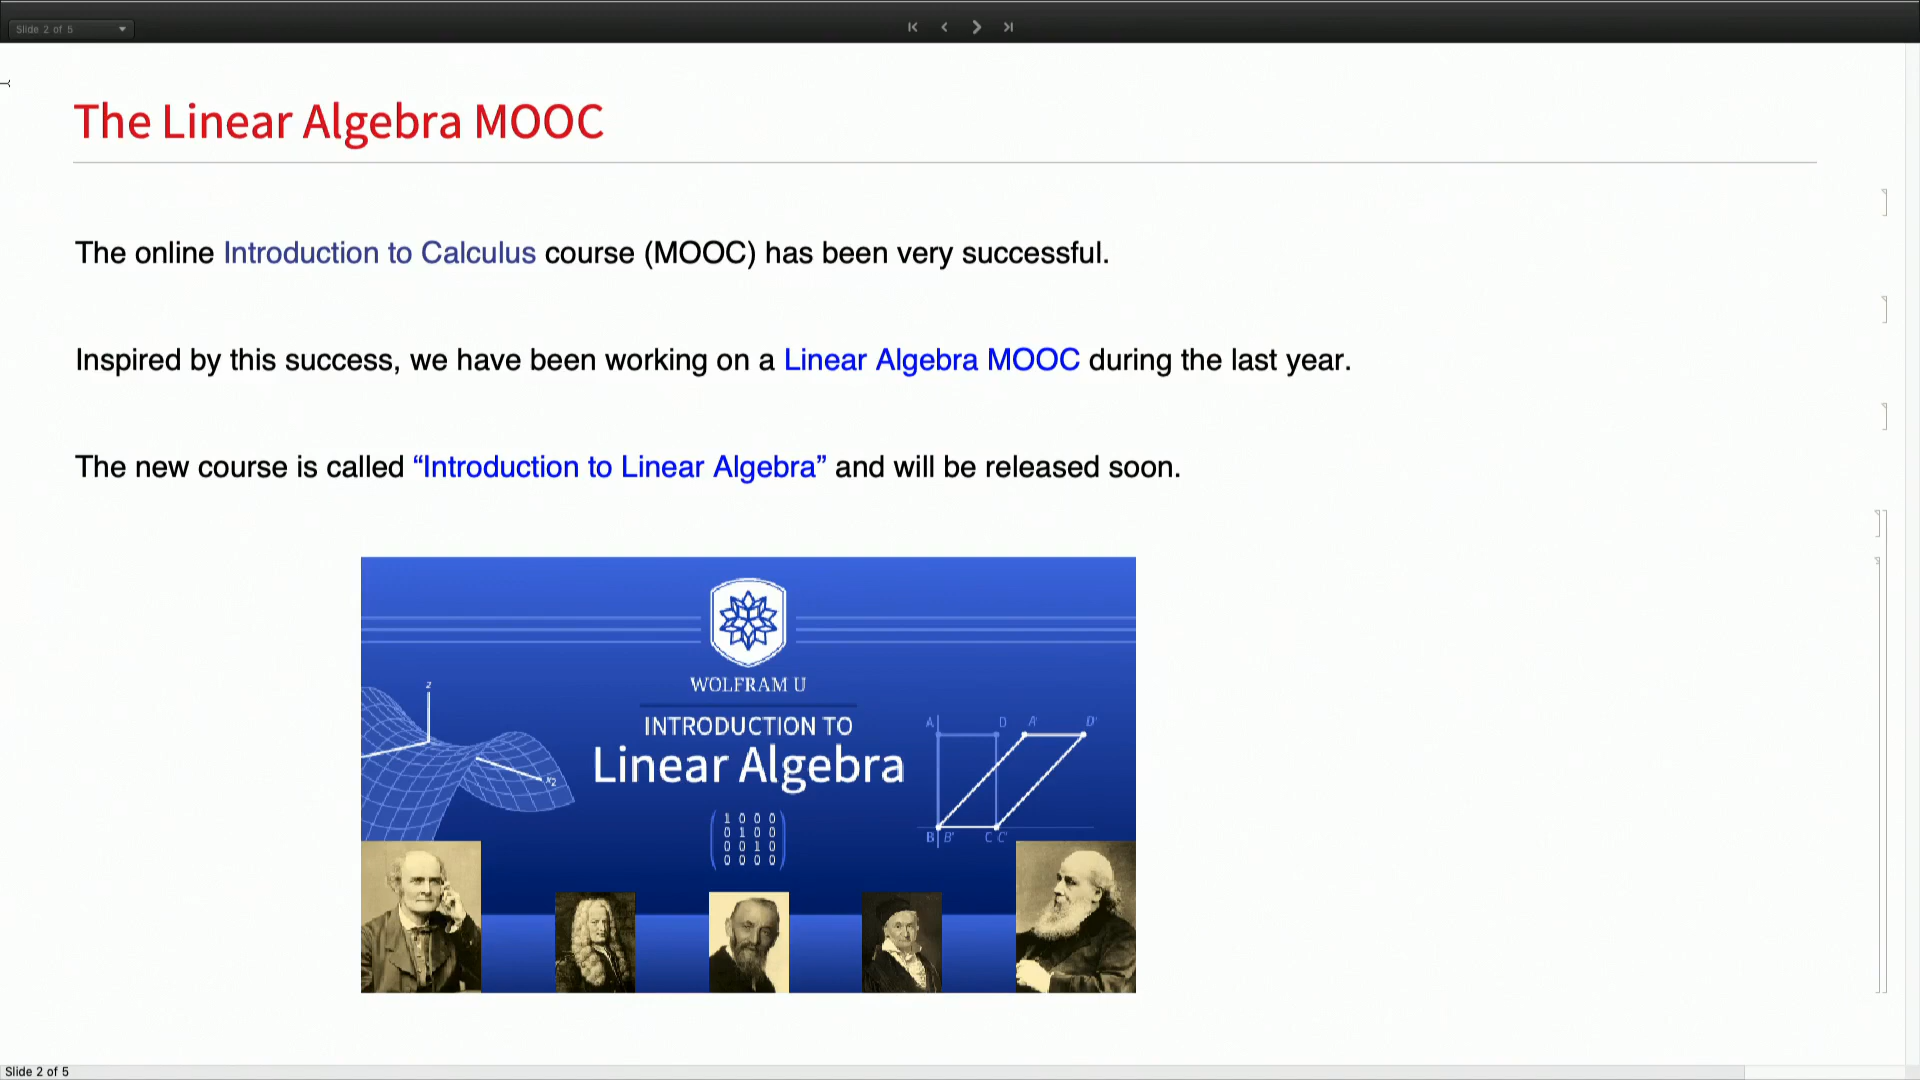 Slide 2 of 5
The Linear Algebra MOOC
The online Introduction to Calculus course (MOOC) has been very successful.
Inspired by this success, we have been working on a Linear Algebra MOOC during the last year.
The new course is called “Introduction to Linear Algebra” and will be released soon.
WOLFRAM U
INTRODUCTION TO
Linear Algebra
z
x2
A D A' D'
B B' C C'
1 0 0 0
0 1 0 0
0 0 1 0
0 0 0 0
Slide 2 of 5